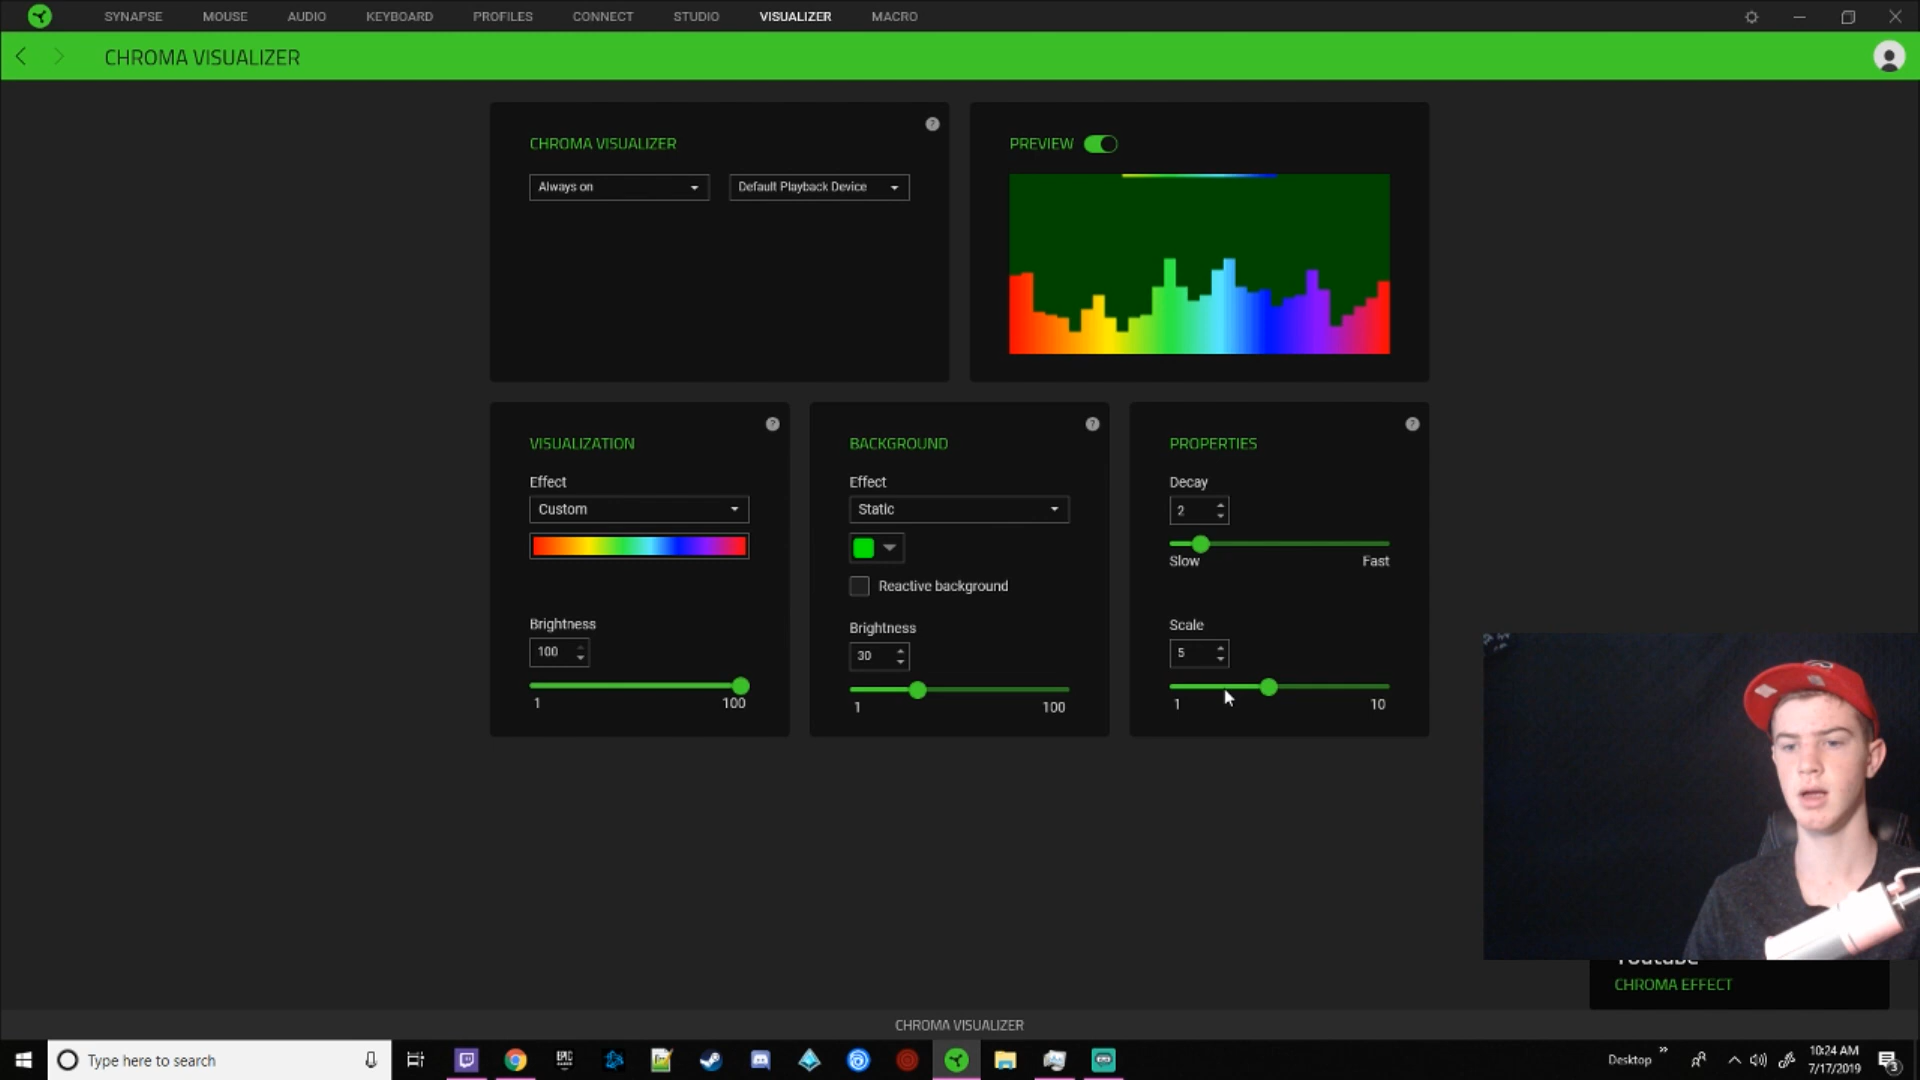 SYNAPSE MOUSE AUDIO KEYBOARD PROFILES CONNECT STUDIO VISUALIZER MACRO
CHROMA VISUALIZER
CHROMA VISUALIZER ?
Always on Default Playback Device
PREVIEW
VISUALIZATION ?
Effect
Custom
Brightness
100
1 100
BACKGROUND ?
Effect
Static
Reactive background
Brightness
30
1 100
PROPERTIES ?
Decay
2
Slow Fast
Scale
5
1 10
Youtube
CHROMA EFFECT
CHROMA VISUALIZER
Type here to search
EPIC
Desktop
10:24 AM
7/17/2019
3